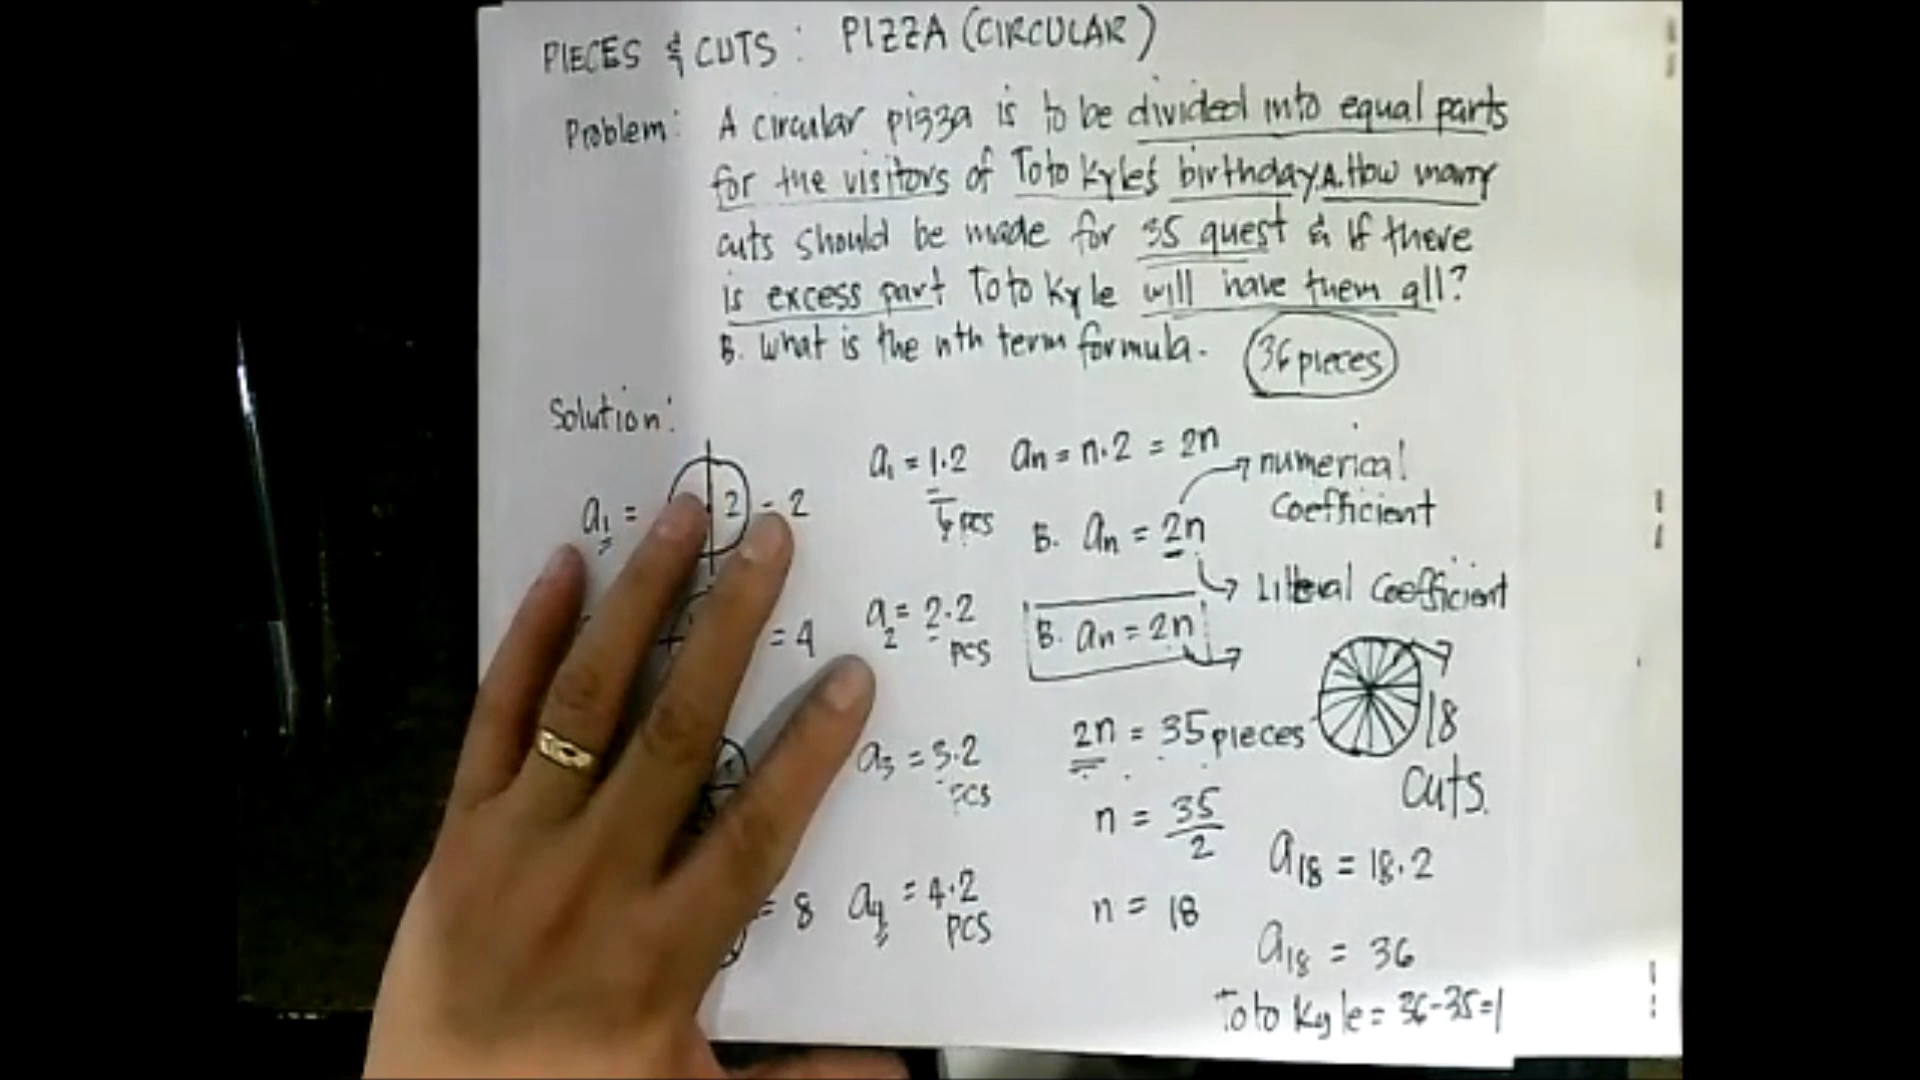 PIECES & CUTS : PIZZA (CIRCULAR)
Problem: A circular pizza is to be divided into equal parts
for the visitors of Toto Kyle's birthday. A. How many
cuts should be made for 35 quest & if there
is excess part Toto Kyle will have them all?
B. What is the nth term formula.
36 pieces
Solution:
a1 = 2 = 2
= 4
= 8
a1 = 1.2
pcs
a2 = 2.2
pcs
a3 = 3.2
pcs
a4 = 4.2
pcs
an = n.2 = 2n
numerical
Coefficient
B. an = 2n
Literal Coefficient
B. an = 2n
2n = 35 pieces
n = 35/2
n = 18
18
cuts.
a18 = 18.2
a18 = 36
Toto Kyle = 36-35=1